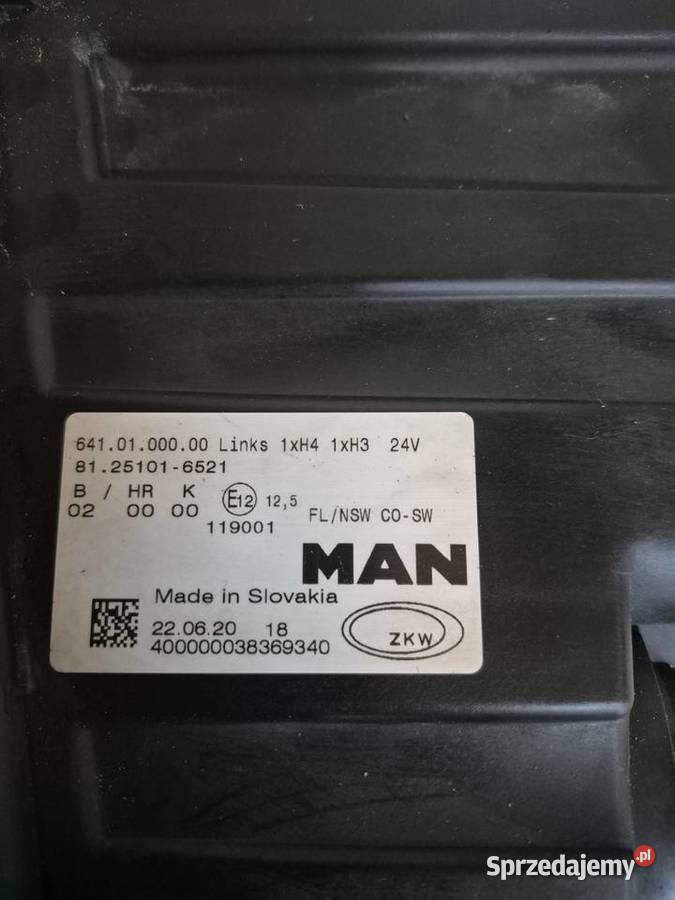 641.01.000.00 Links 1xH4 1xH3 24V
81.25101-6521
B / HR K E12 12,5 FL/NSW CO-SW
02 00 00
119001
MAN
Made in Slovakia
22.06.20 18
400000038369340
ZKW
Sprzedajemy.pl